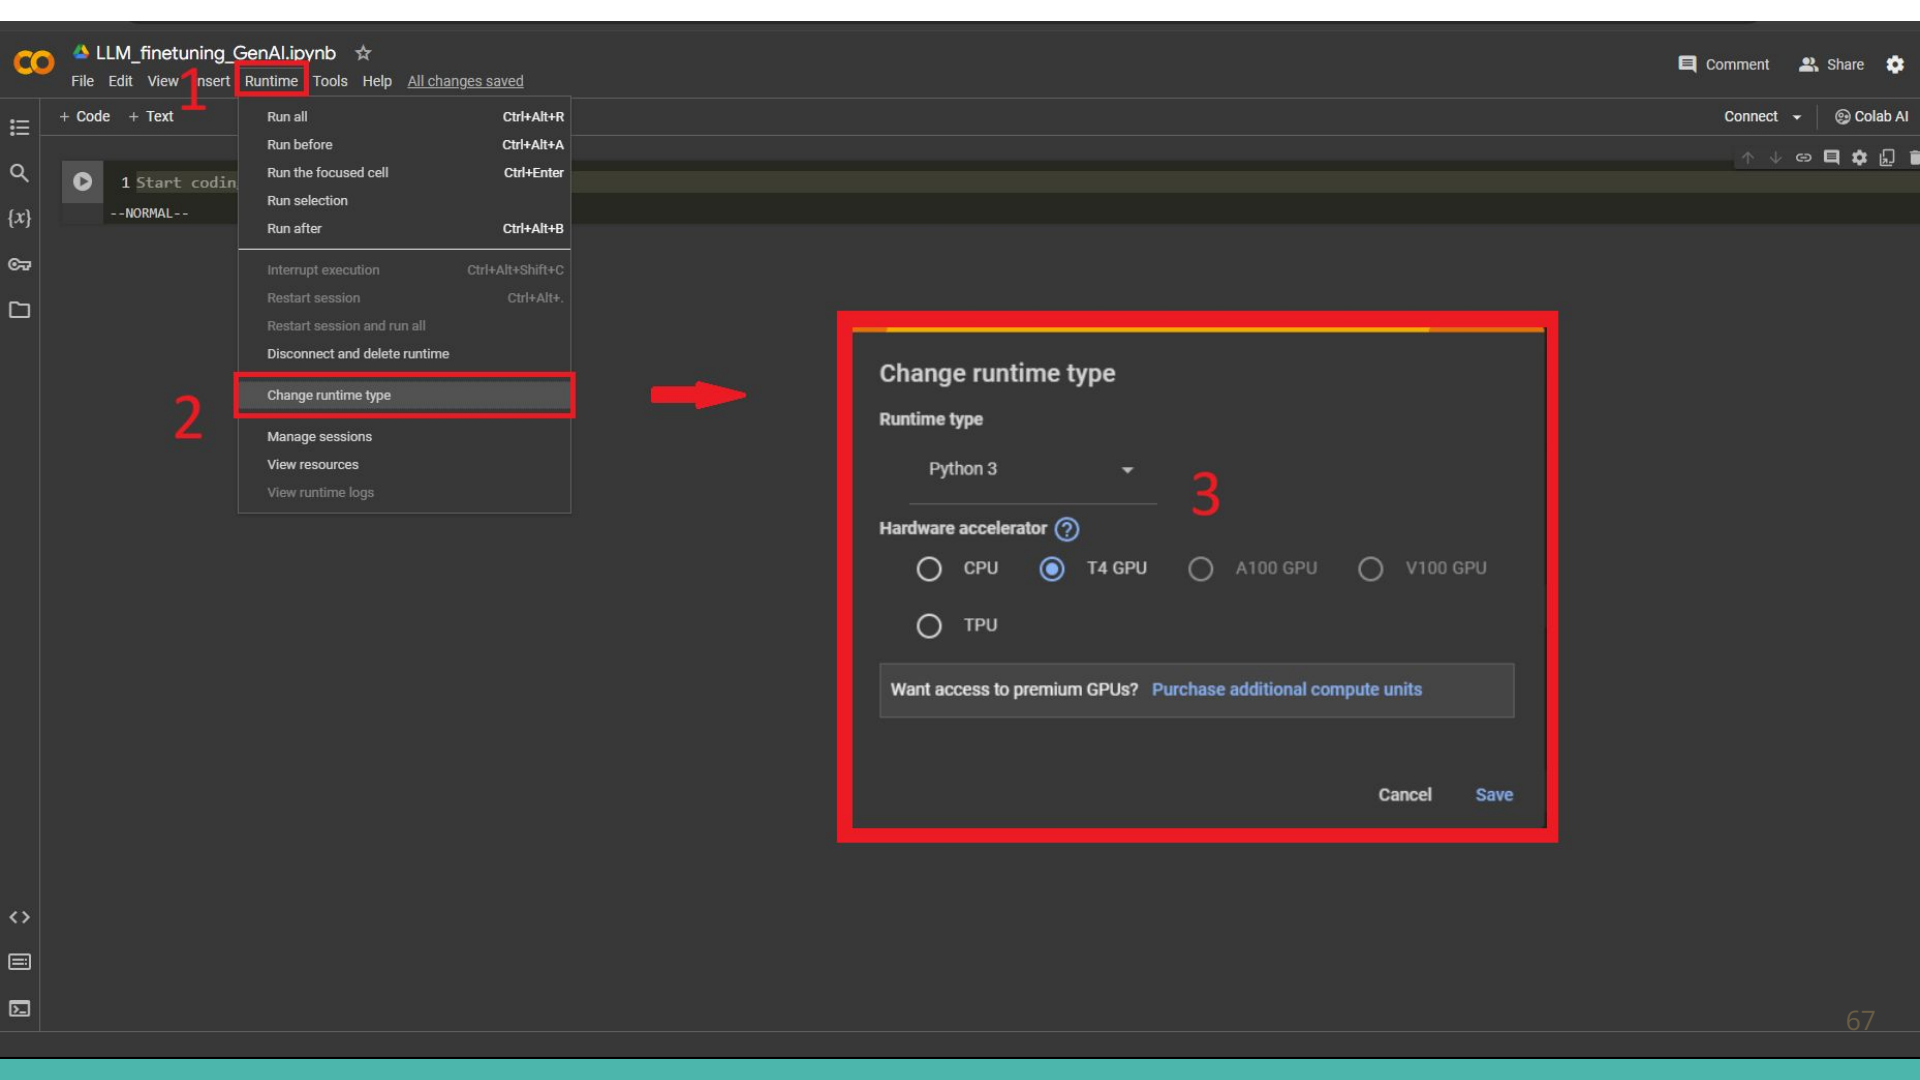 LLM_finetuning_GenAI.ipynb
File Edit View Insert Runtime Tools Help All changes saved
Comment Share
1
+ Code + Text
Connect Colab AI
Run all Ctrl+Alt+R
Run before Ctrl+Alt+A
Run the focused cell Ctrl+Enter
Run selection
Run after Ctrl+Alt+B
Interrupt execution Ctrl+Alt+Shift+C
Restart session Ctrl+Alt+.
Restart session and run all
Disconnect and delete runtime
Change runtime type
Manage sessions
View resources
View runtime logs
1 Start codin
--NORMAL--
{x}
2
Change runtime type
Runtime type
Python 3
3
Hardware accelerator ?
CPU T4 GPU A100 GPU V100 GPU
TPU
Want access to premium GPUs? Purchase additional compute units
Cancel Save
67